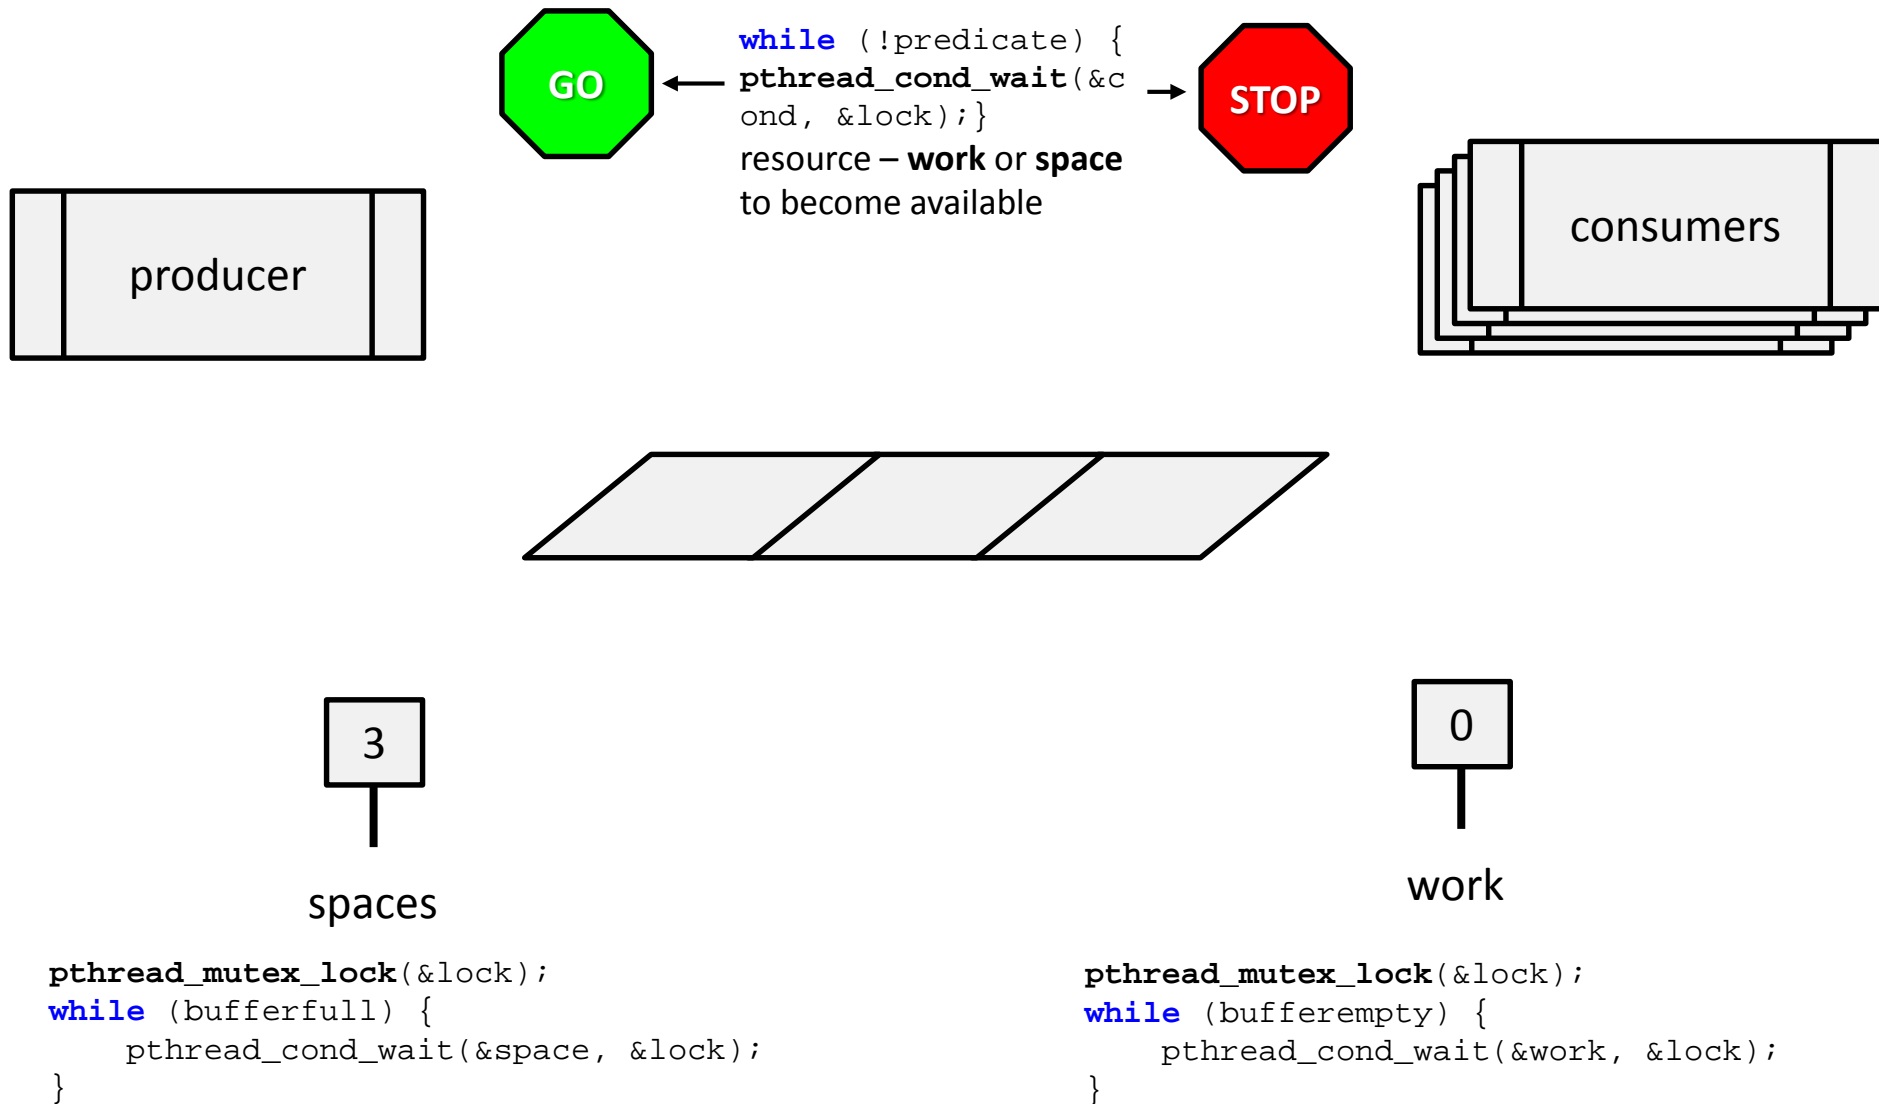 GO
while (!predicate) {
pthread_cond_wait(&c
ond, &lock);}
resource – work or space
to become available
STOP
producer
consumers
3
spaces
0
work
pthread_mutex_lock(&lock);
while (bufferfull) {
    pthread_cond_wait(&space, &lock);
}
pthread_mutex_lock(&lock);
while (bufferempty) {
    pthread_cond_wait(&work, &lock);
}